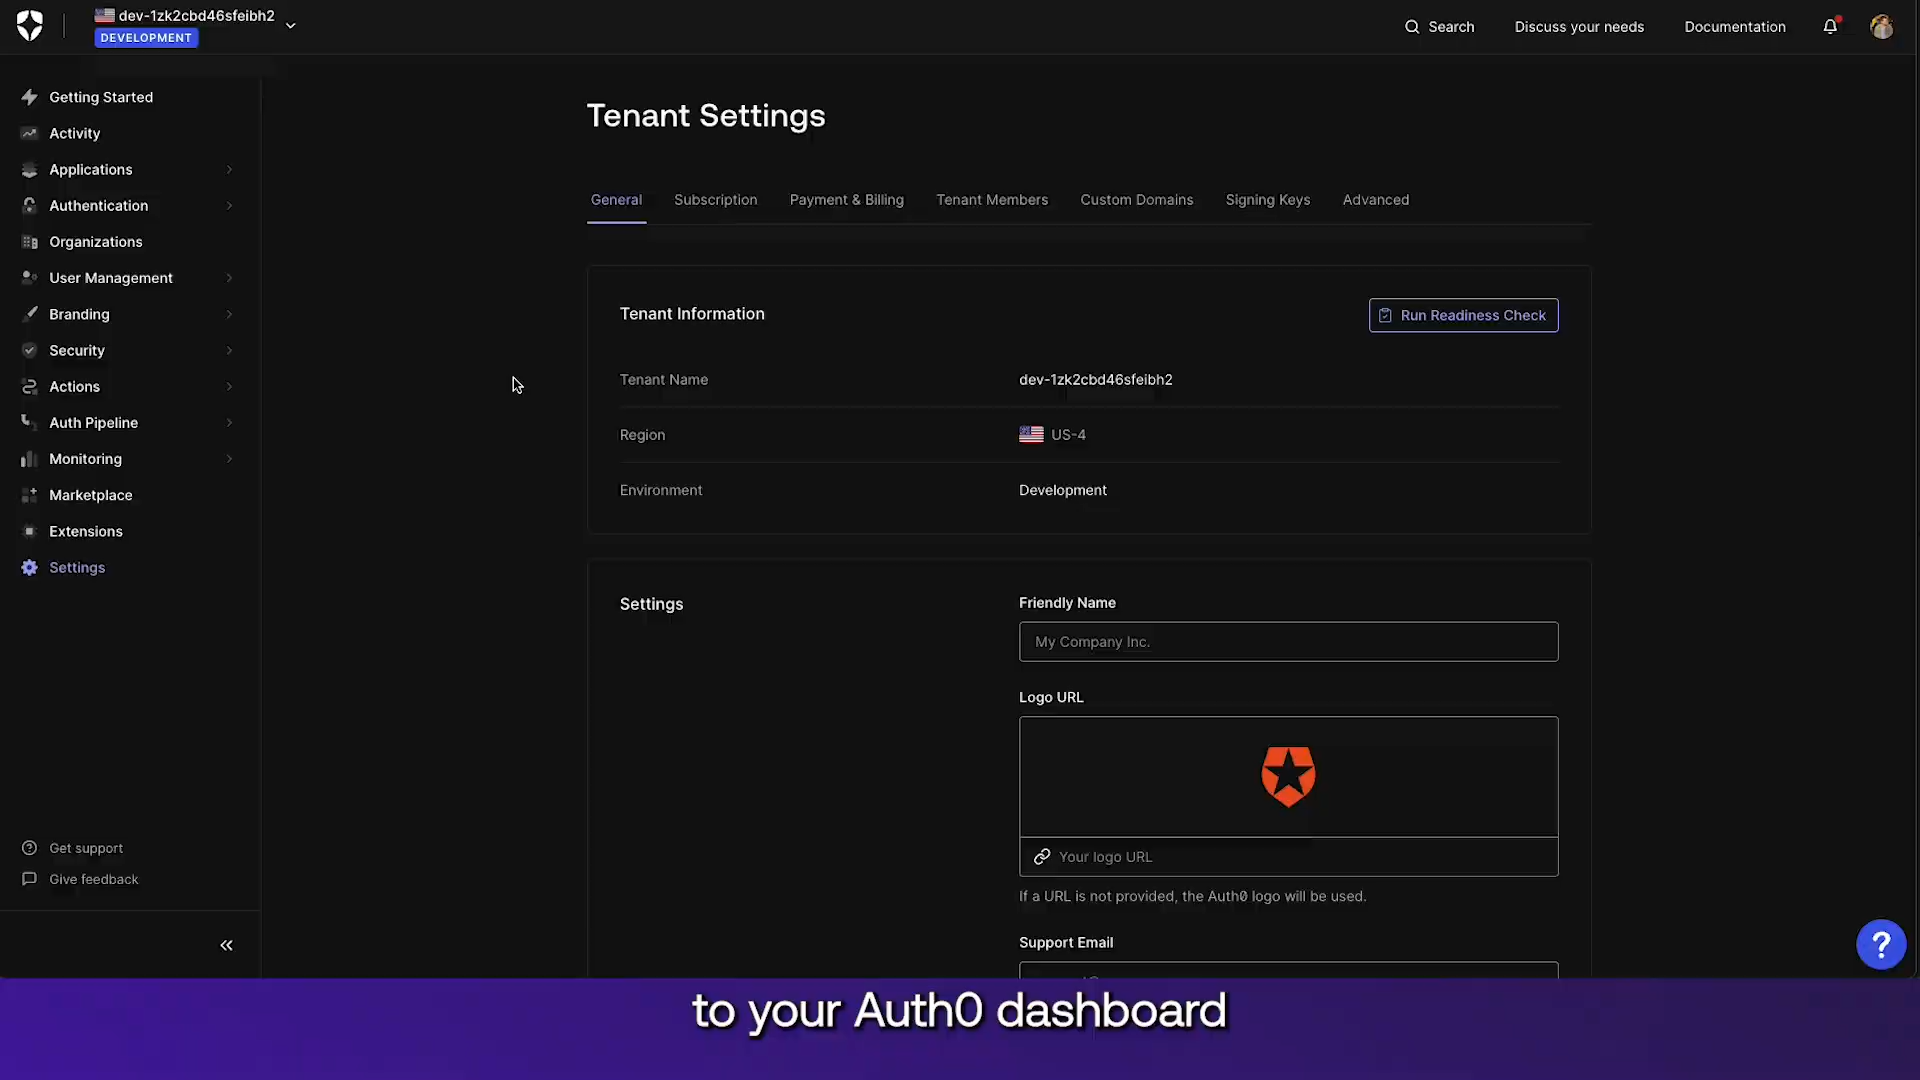 dev-1zk2cbd46sfeibh2
DEVELOPMENT
Search
Discuss your needs
Documentation
Getting Started
Activity
Applications
Authentication
Organizations
User Management
Branding
Security
Actions
Auth Pipeline
Monitoring
Marketplace
Extensions
Settings
Get support
Give feedback
Tenant Settings
General
Subscription
Payment & Billing
Tenant Members
Custom Domains
Signing Keys
Advanced
Tenant Information
Run Readiness Check
Tenant Name
dev-1zk2cbd46sfeibh2
Region
US-4
Environment
Development
Settings
Friendly Name
My Company Inc.
Logo URL
Your logo URL
If a URL is not provided, the Auth0 logo will be used.
Support Email
to your Auth0 dashboard